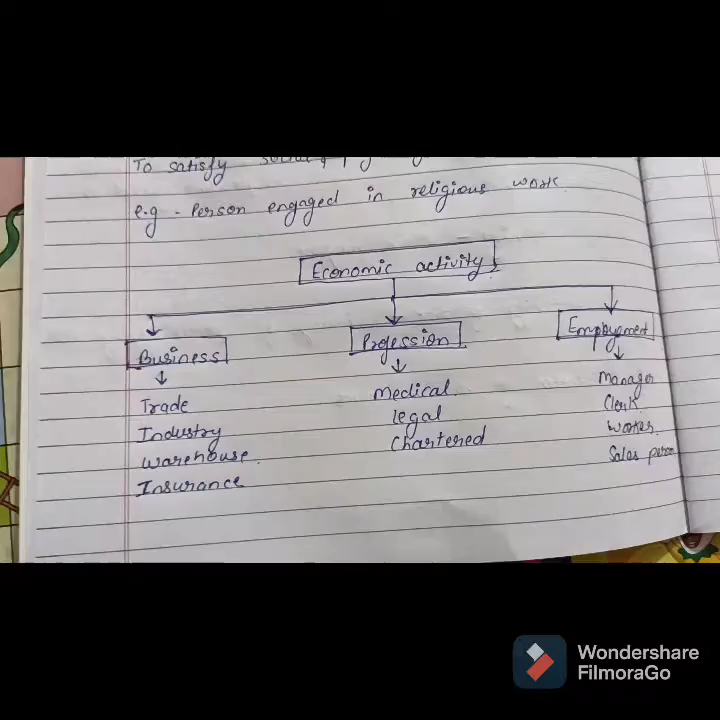 To satisfy
e.g - Person engaged in religious work.
Economic activity
Business
Profession
Employment
Trade
Industry
warehouse.
Insurance
Medical
legal
Chartered
Manager
Clerk
Worker
Sales person
Wondershare
FilmoraGo